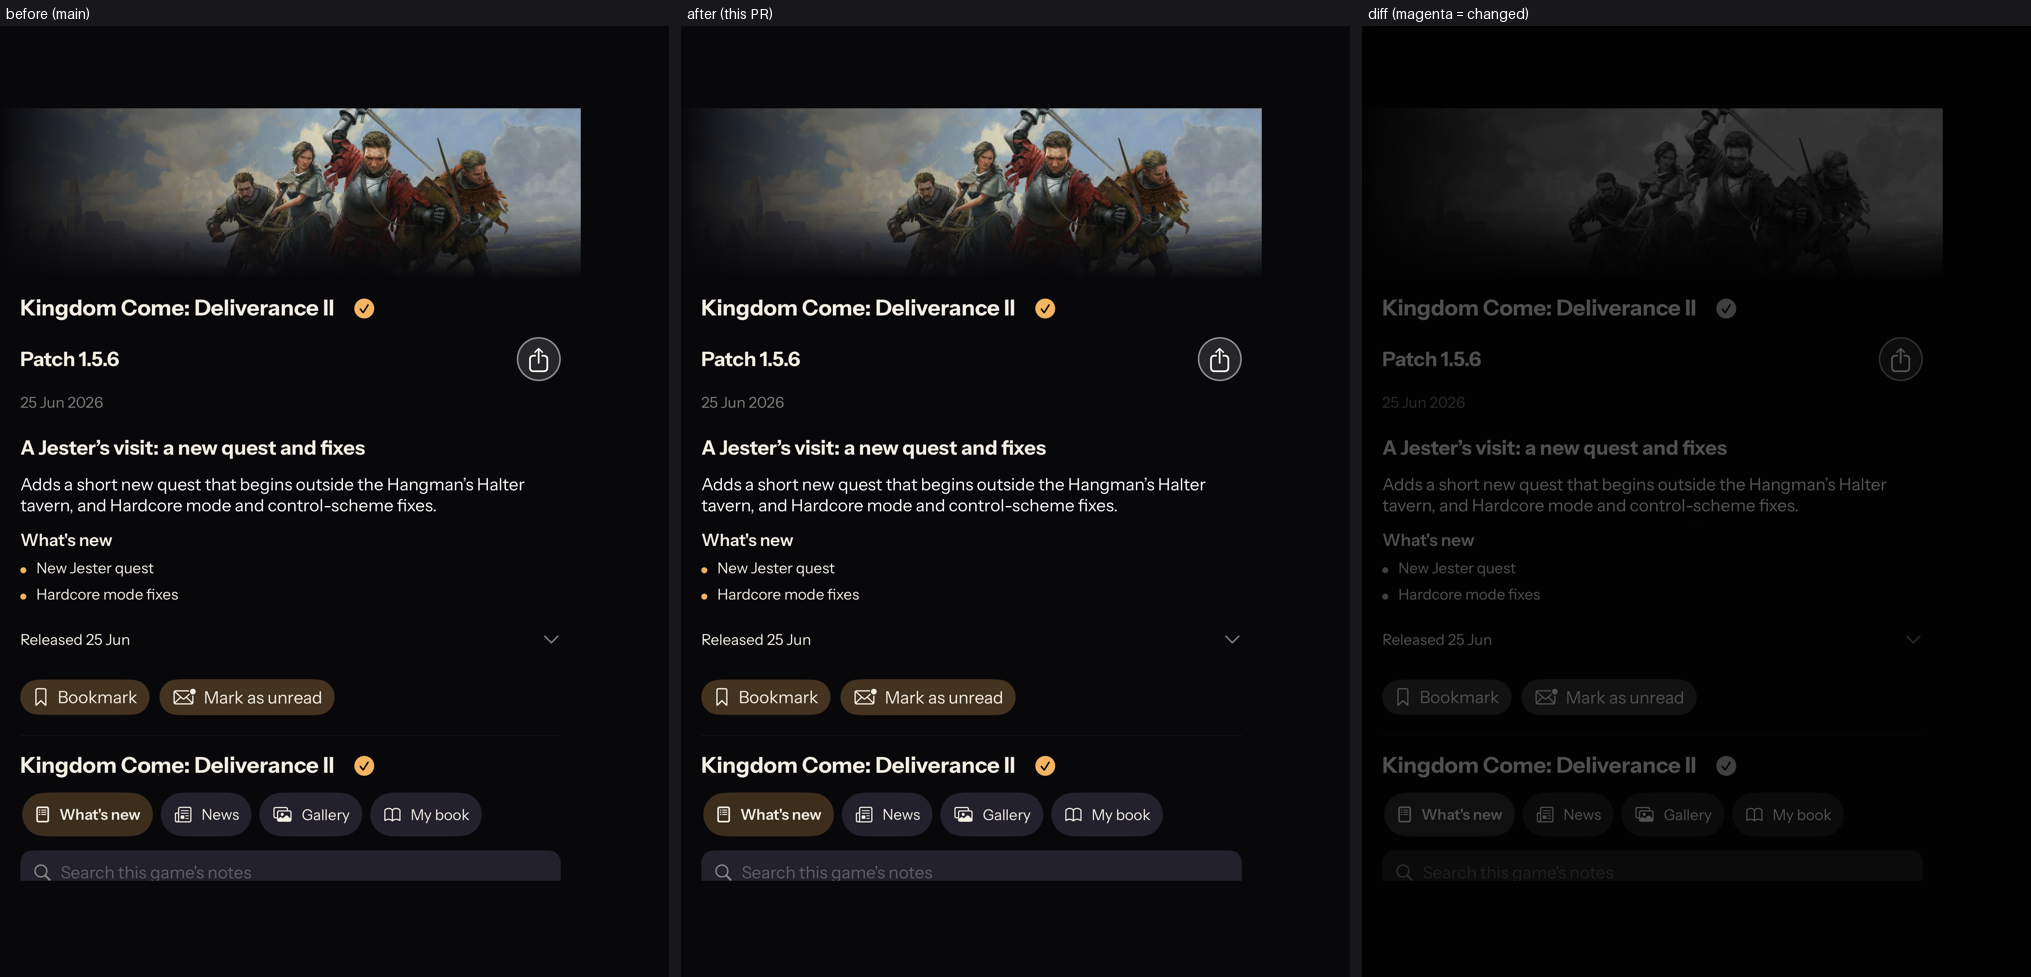 before (main)
Kingdom Come: Deliverance II
Patch 1.5.6
25 Jun 2026
A Jester’s visit: a new quest and fixes
Adds a short new quest that begins outside the Hangman’s Halter
tavern, and Hardcore mode and control-scheme fixes.
What's new
New Jester quest
Hardcore mode fixes
Released 25 Jun
Bookmark
Mark as unread
Kingdom Come: Deliverance II
What's new
News
Gallery
My book
Search this game's notes
after (this PR)
Kingdom Come: Deliverance II
Patch 1.5.6
25 Jun 2026
A Jester’s visit: a new quest and fixes
Adds a short new quest that begins outside the Hangman’s Halter
tavern, and Hardcore mode and control-scheme fixes.
What's new
New Jester quest
Hardcore mode fixes
Released 25 Jun
Bookmark
Mark as unread
Kingdom Come: Deliverance II
What's new
News
Gallery
My book
Search this game's notes
diff (magenta = changed)
Kingdom Come: Deliverance II
Patch 1.5.6
25 Jun 2026
A Jester’s visit: a new quest and fixes
Adds a short new quest that begins outside the Hangman’s Halter
tavern, and Hardcore mode and control-scheme fixes.
What's new
New Jester quest
Hardcore mode fixes
Released 25 Jun
Bookmark
Mark as unread
Kingdom Come: Deliverance II
What's new
News
Gallery
My book
Search this game's notes